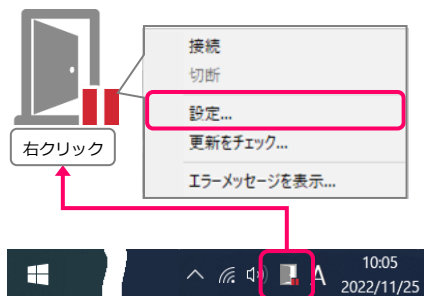 接続
切断
設定...
更新をチェック...
エラーメッセージを表示...
右クリック
A
10:05
2022/11/25